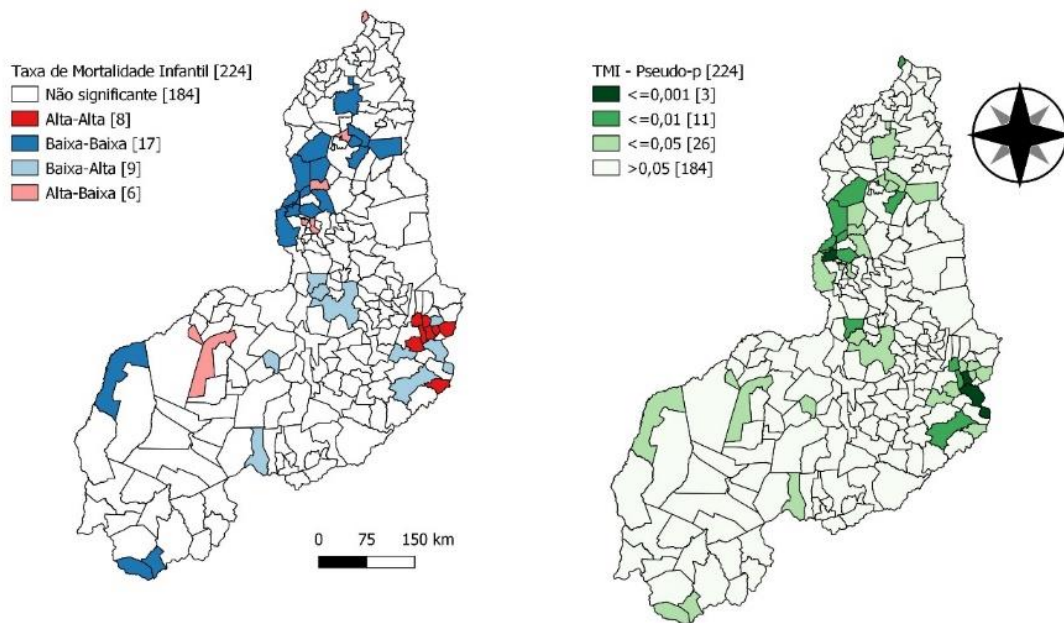 Taxa de Mortalidade Infantil [224]
Não significante [184]
Alta-Alta [8]
Baixa-Baixa [17]
Baixa-Alta [9]
Alta-Baixa [6]
0 75 150 km
TMI - Pseudo-p [224]
<=0,001 [3]
<=0,01 [11]
<=0,05 [26]
>0,05 [184]